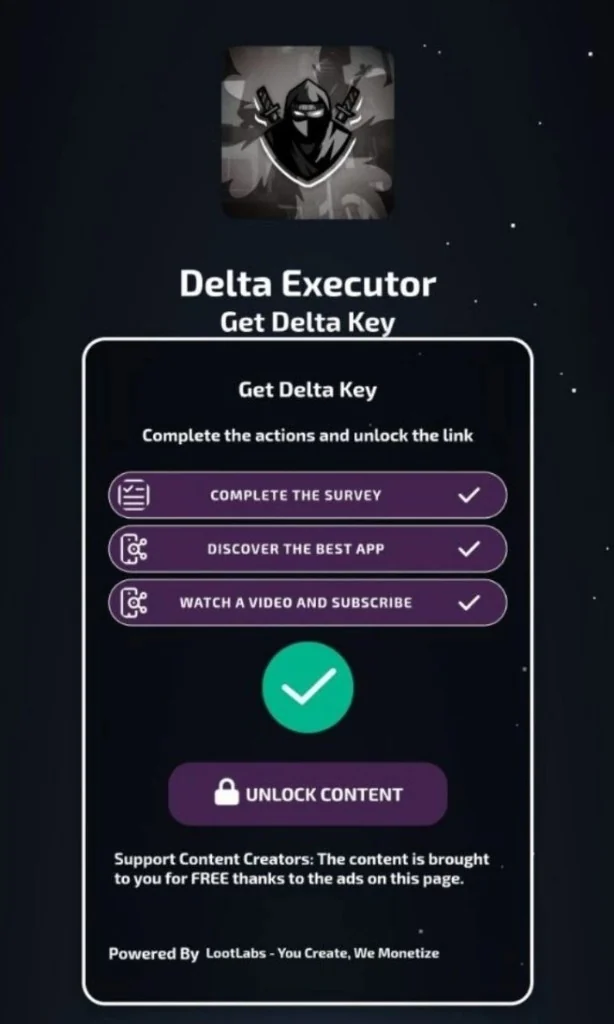 Delta Executor
Get Delta Key
Get Delta Key
Complete the actions and unlock the link
COMPLETE THE SURVEY
DISCOVER THE BEST APP
WATCH A VIDEO AND SUBSCRIBE
UNLOCK CONTENT
Support Content Creators: The content is brought
to you for FREE thanks to the ads on this page.
Powered By LootLabs - You Create, We Monetize